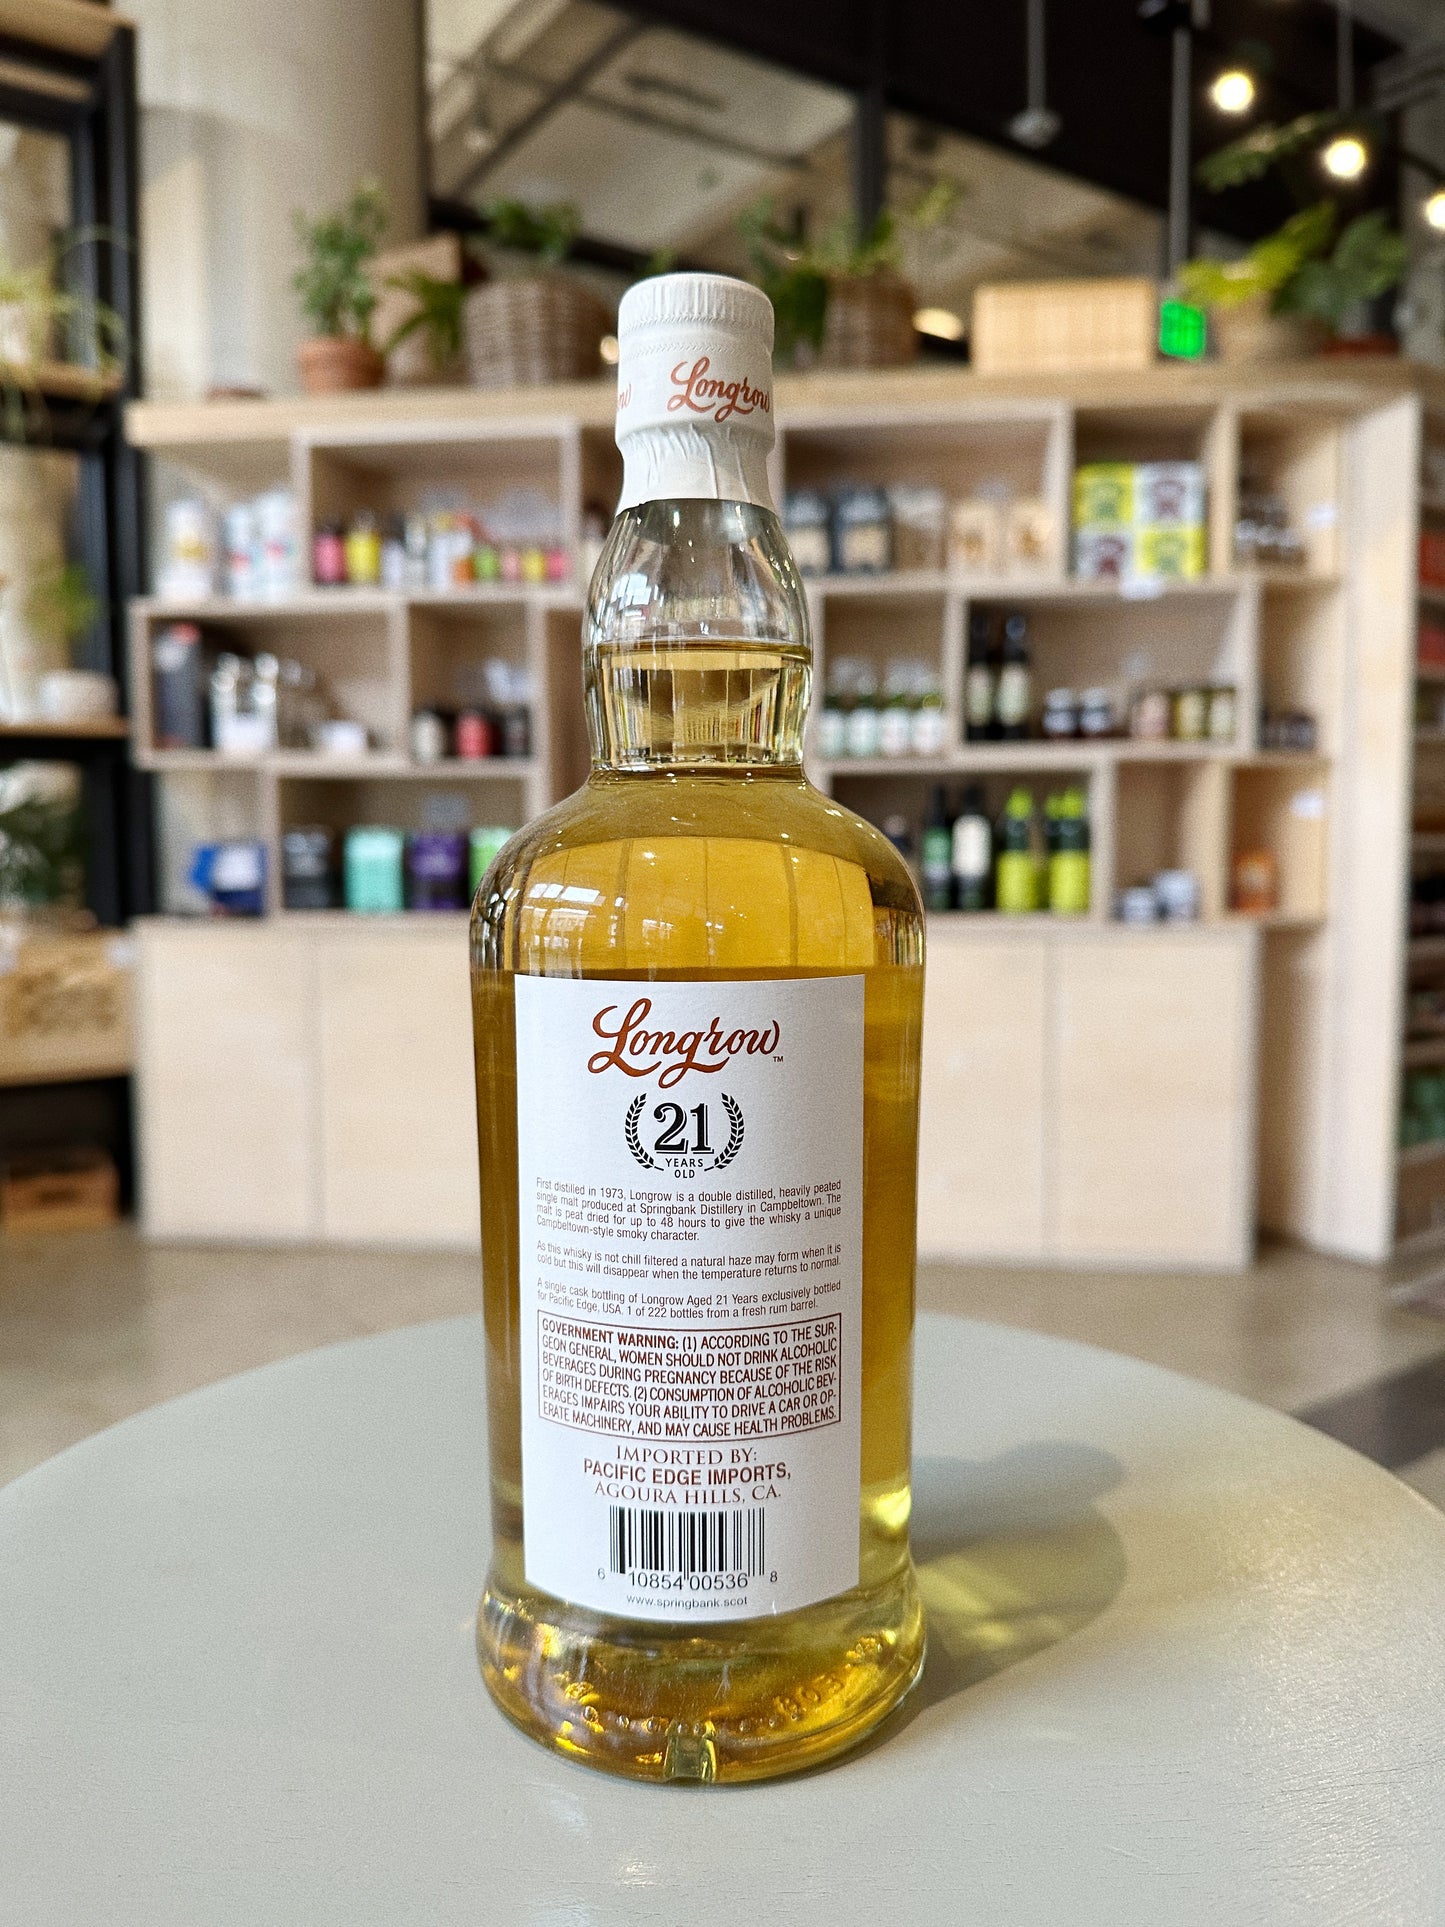 Longrow
Longrow™
21
YEARS
OLD
First distilled in 1973, Longrow is a double distilled, heavily peated
single malt produced at Springbank Distillery in Campbeltown. The
malt is peat dried for up to 48 hours to give the whisky a unique
Campbeltown-style smoky character.
As this whisky is not chill filtered a natural haze may form when it is
cold but this will disappear when the temperature returns to normal.
A single cask bottling of Longrow Aged 21 Years exclusively bottled
for Pacific Edge, USA. 1 of 222 bottles from a fresh rum barrel.
GOVERNMENT WARNING: (1) ACCORDING TO THE SUR-
GEON GENERAL, WOMEN SHOULD NOT DRINK ALCOHOLIC
BEVERAGES DURING PREGNANCY BECAUSE OF THE RISK
OF BIRTH DEFECTS. (2) CONSUMPTION OF ALCOHOLIC BEV-
ERAGES IMPAIRS YOUR ABILITY TO DRIVE A CAR OR OP-
ERATE MACHINERY, AND MAY CAUSE HEALTH PROBLEMS.
IMPORTED BY:
PACIFIC EDGE IMPORTS,
AGOURA HILLS, CA.
6 10854 00536 8
www.springbank.scot